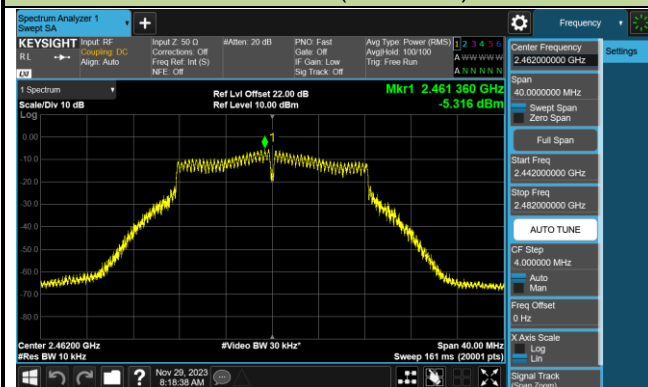 Spectrum Analyzer 1
Swept SA
+
Frequency
KEYSIGHT
RL
LXI
Input: RF
Coupling: DC
Align: Auto
Input Z: 50 Ω
Corrections: Off
Freq Ref: Int (S)
NFE: Off
#Atten: 20 dB
PNO: Fast
Gate: Off
IF Gain: Low
Sig Track: Off
Avg Type: Power (RMS)
Avg|Hold: 100/100
Trig: Free Run
1 2 3 4 5 6
A W W W W W
A N N N N N
1 Spectrum
Scale/Div 10 dB
Log
Ref Lvl Offset 22.00 dB
Ref Level 10.00 dBm
Mkr1 2.461 360 GHz
-5.316 dBm
1
0.00
-10.0
-20.0
-30.0
-40.0
-50.0
-60.0
-70.0
-80.0
Center 2.46200 GHz
#Res BW 10 kHz
#Video BW 30 kHz*
Span 40.00 MHz
Sweep 161 ms (20001 pts)
Nov 29, 2023
8:18:38 AM
?
Center Frequency
2.462000000 GHz
Settings
Span
40.0000000 MHz
Swept Span
Zero Span
Full Span
Start Freq
2.442000000 GHz
Stop Freq
2.482000000 GHz
AUTO TUNE
CF Step
4.000000 MHz
Auto
Man
Freq Offset
0 Hz
X Axis Scale
Log
Lin
Signal Track
(Span Zoom)